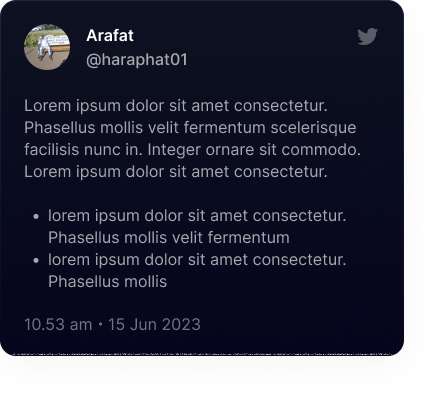 Arafat
@haraphat01
Lorem ipsum dolor sit amet consectetur.
Phasellus mollis velit fermentum scelerisque
facilisis nunc in. Integer ornare sit commodo.
Lorem ipsum dolor sit amet consectetur.
• lorem ipsum dolor sit amet consectetur.
Phasellus mollis velit fermentum
• lorem ipsum dolor sit amet consectetur.
Phasellus mollis
10.53 am • 15 Jun 2023